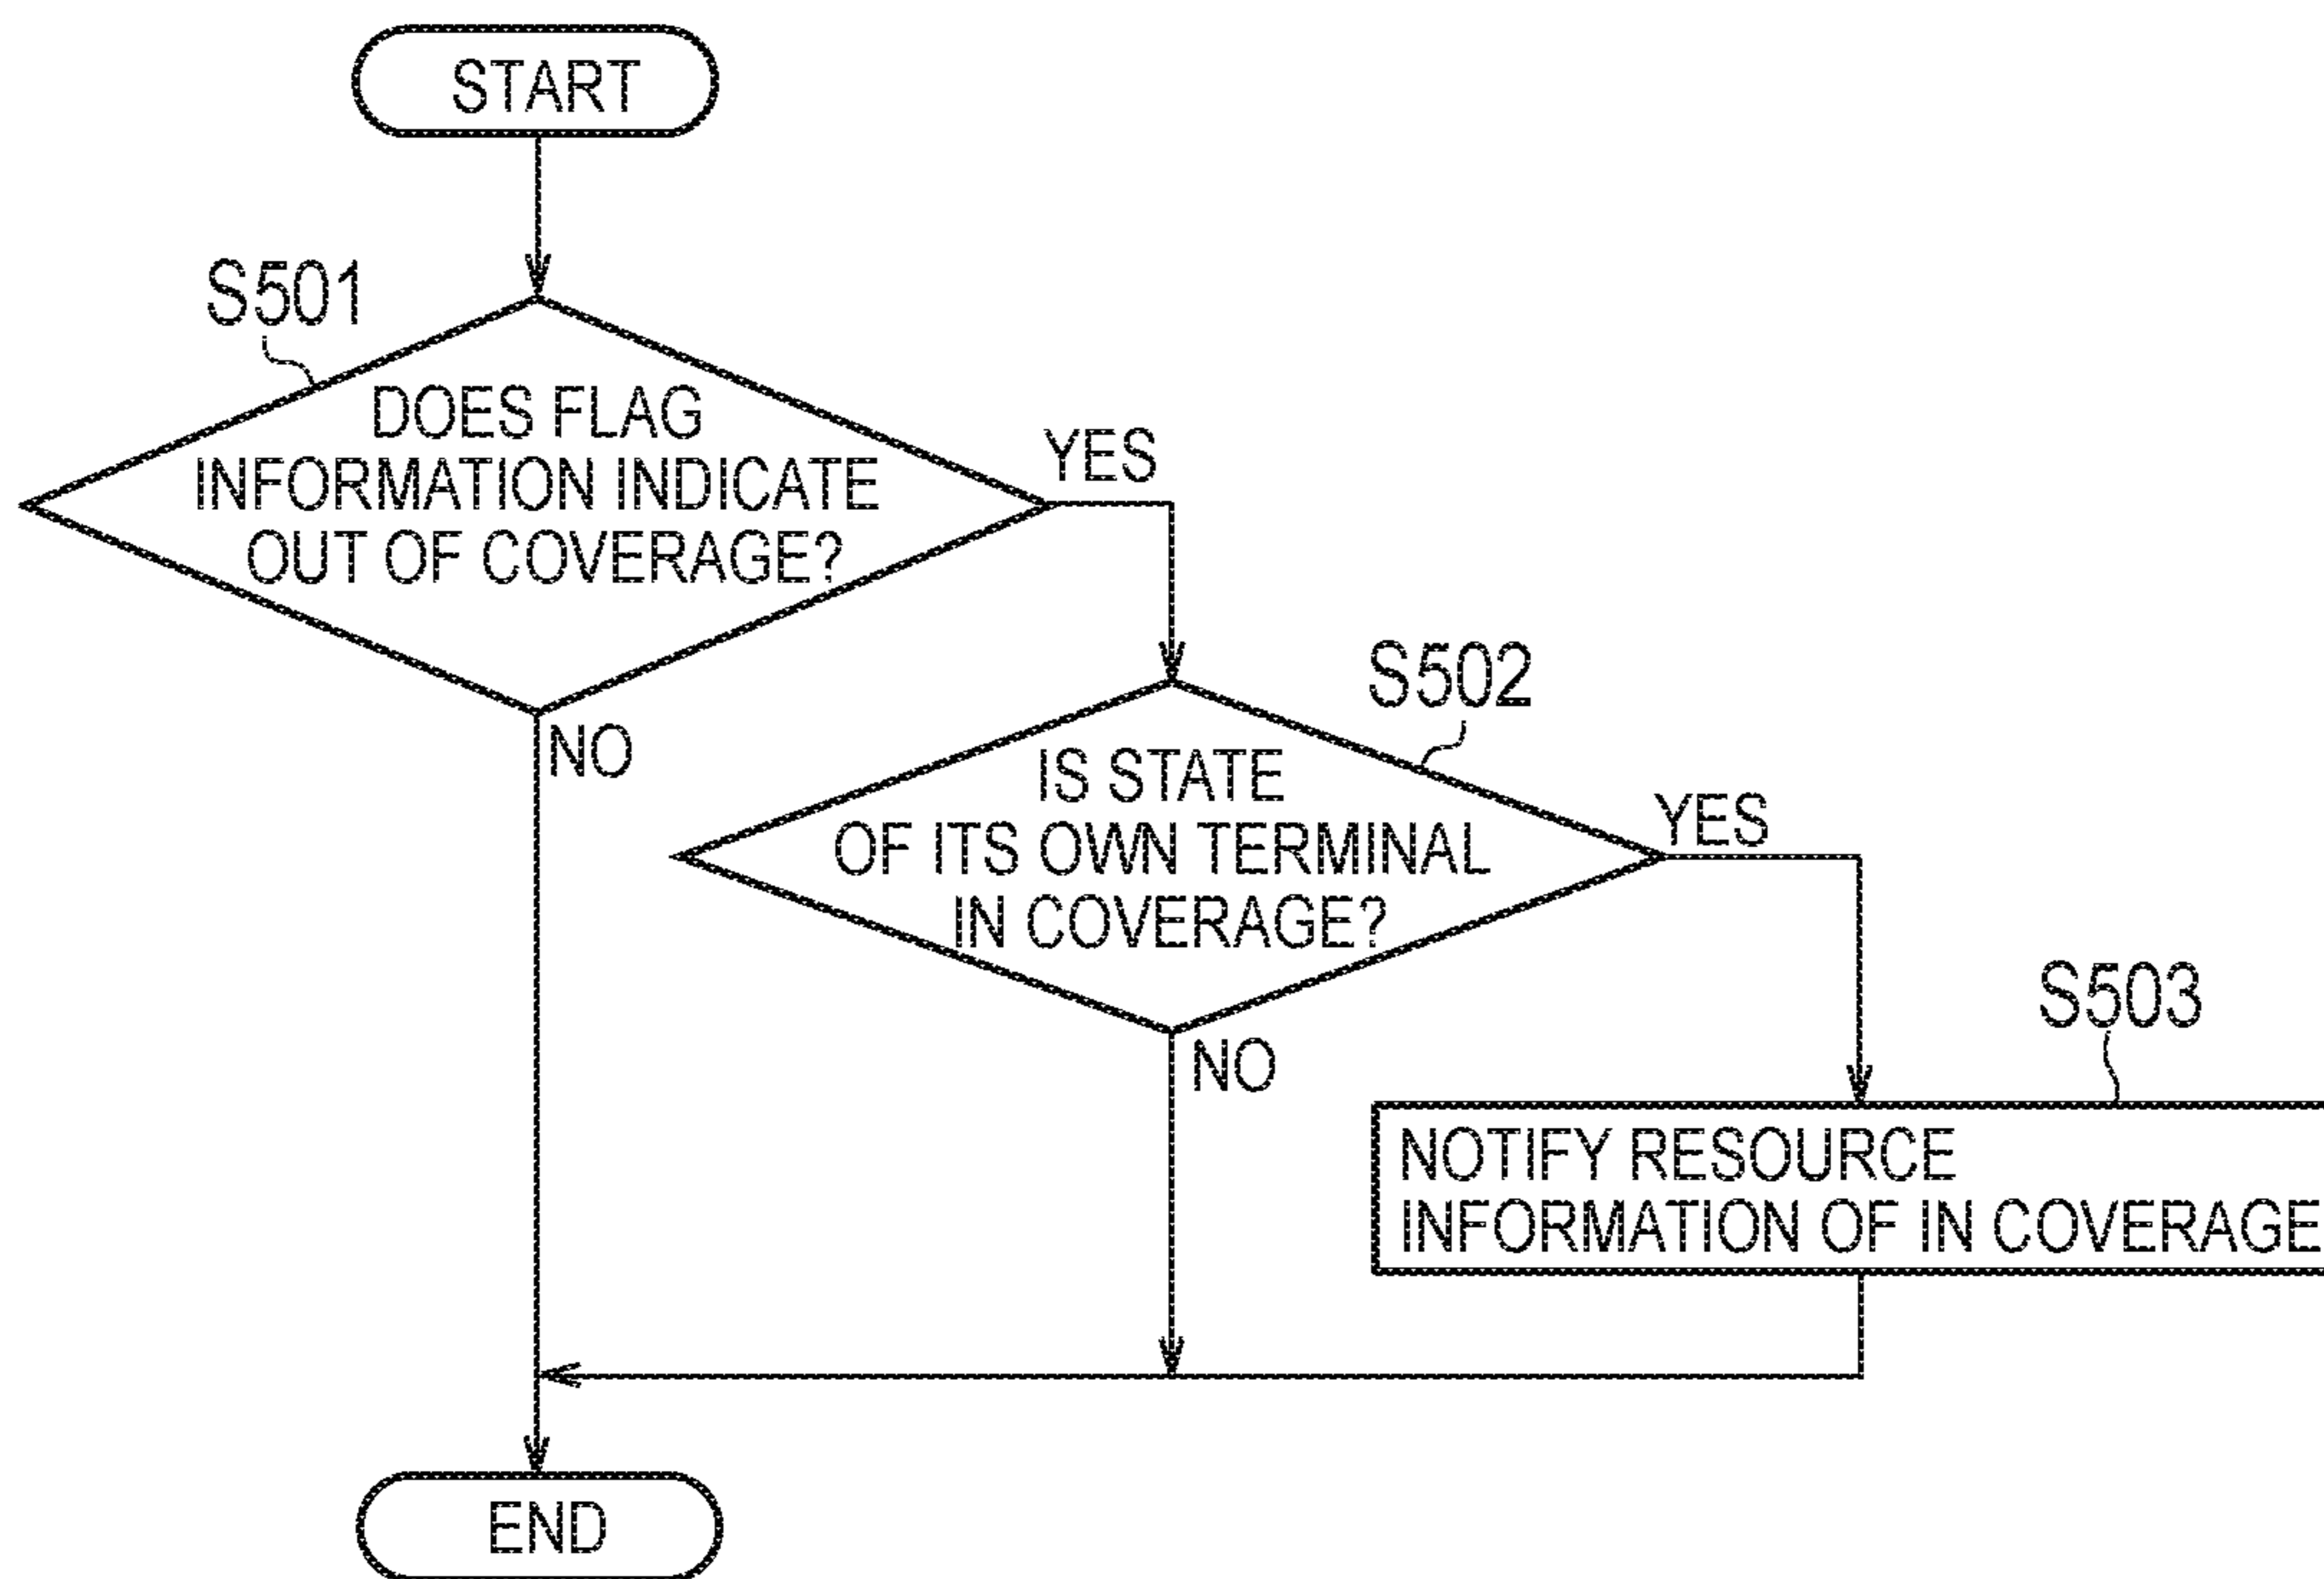 START
S501
DOES FLAG
INFORMATION INDICATE
OUT OF COVERAGE?
YES
NO
S502
IS STATE
OF ITS OWN TERMINAL
IN COVERAGE?
YES
NO
S503
NOTIFY RESOURCE
INFORMATION OF IN COVERAGE
END